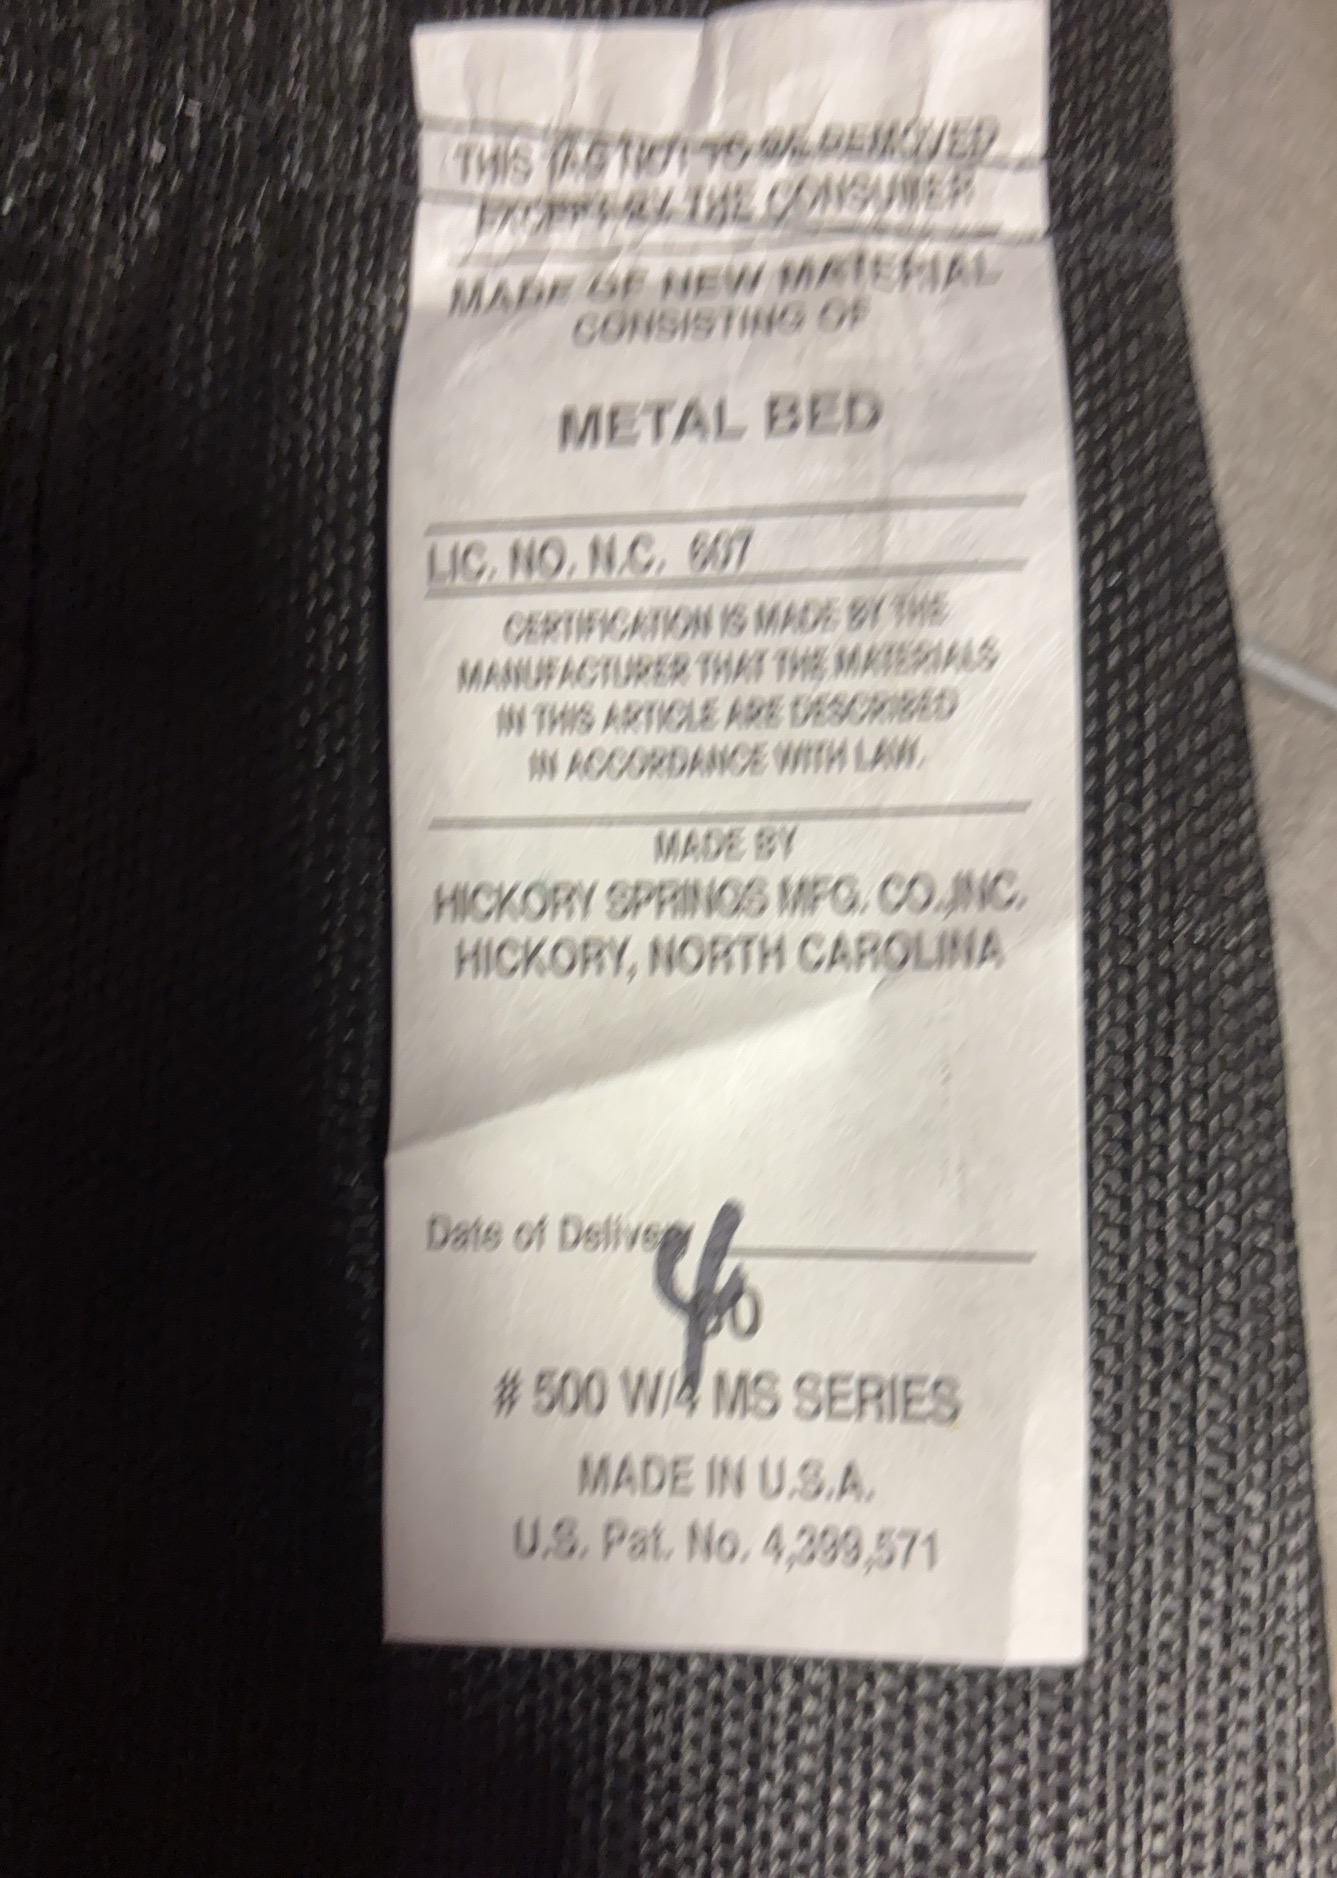 THIS TAG NOT TO BE REMOVED
EXCEPT BY THE CONSUMER
MADE OF NEW MATERIAL
CONSISTING OF
METAL BED
LIC. NO. N.C. 607
CERTIFICATION IS MADE BY THE
MANUFACTURER THAT THE MATERIALS
IN THIS ARTICLE ARE DESCRIBED
IN ACCORDANCE WITH LAW.
MADE BY
HICKORY SPRINGS MFG. CO.,INC.
HICKORY, NORTH CAROLINA
Date of Delivery
4
# 500 W/4 MS SERIES
MADE IN U.S.A.
U.S. Pat. No. 4,399,571